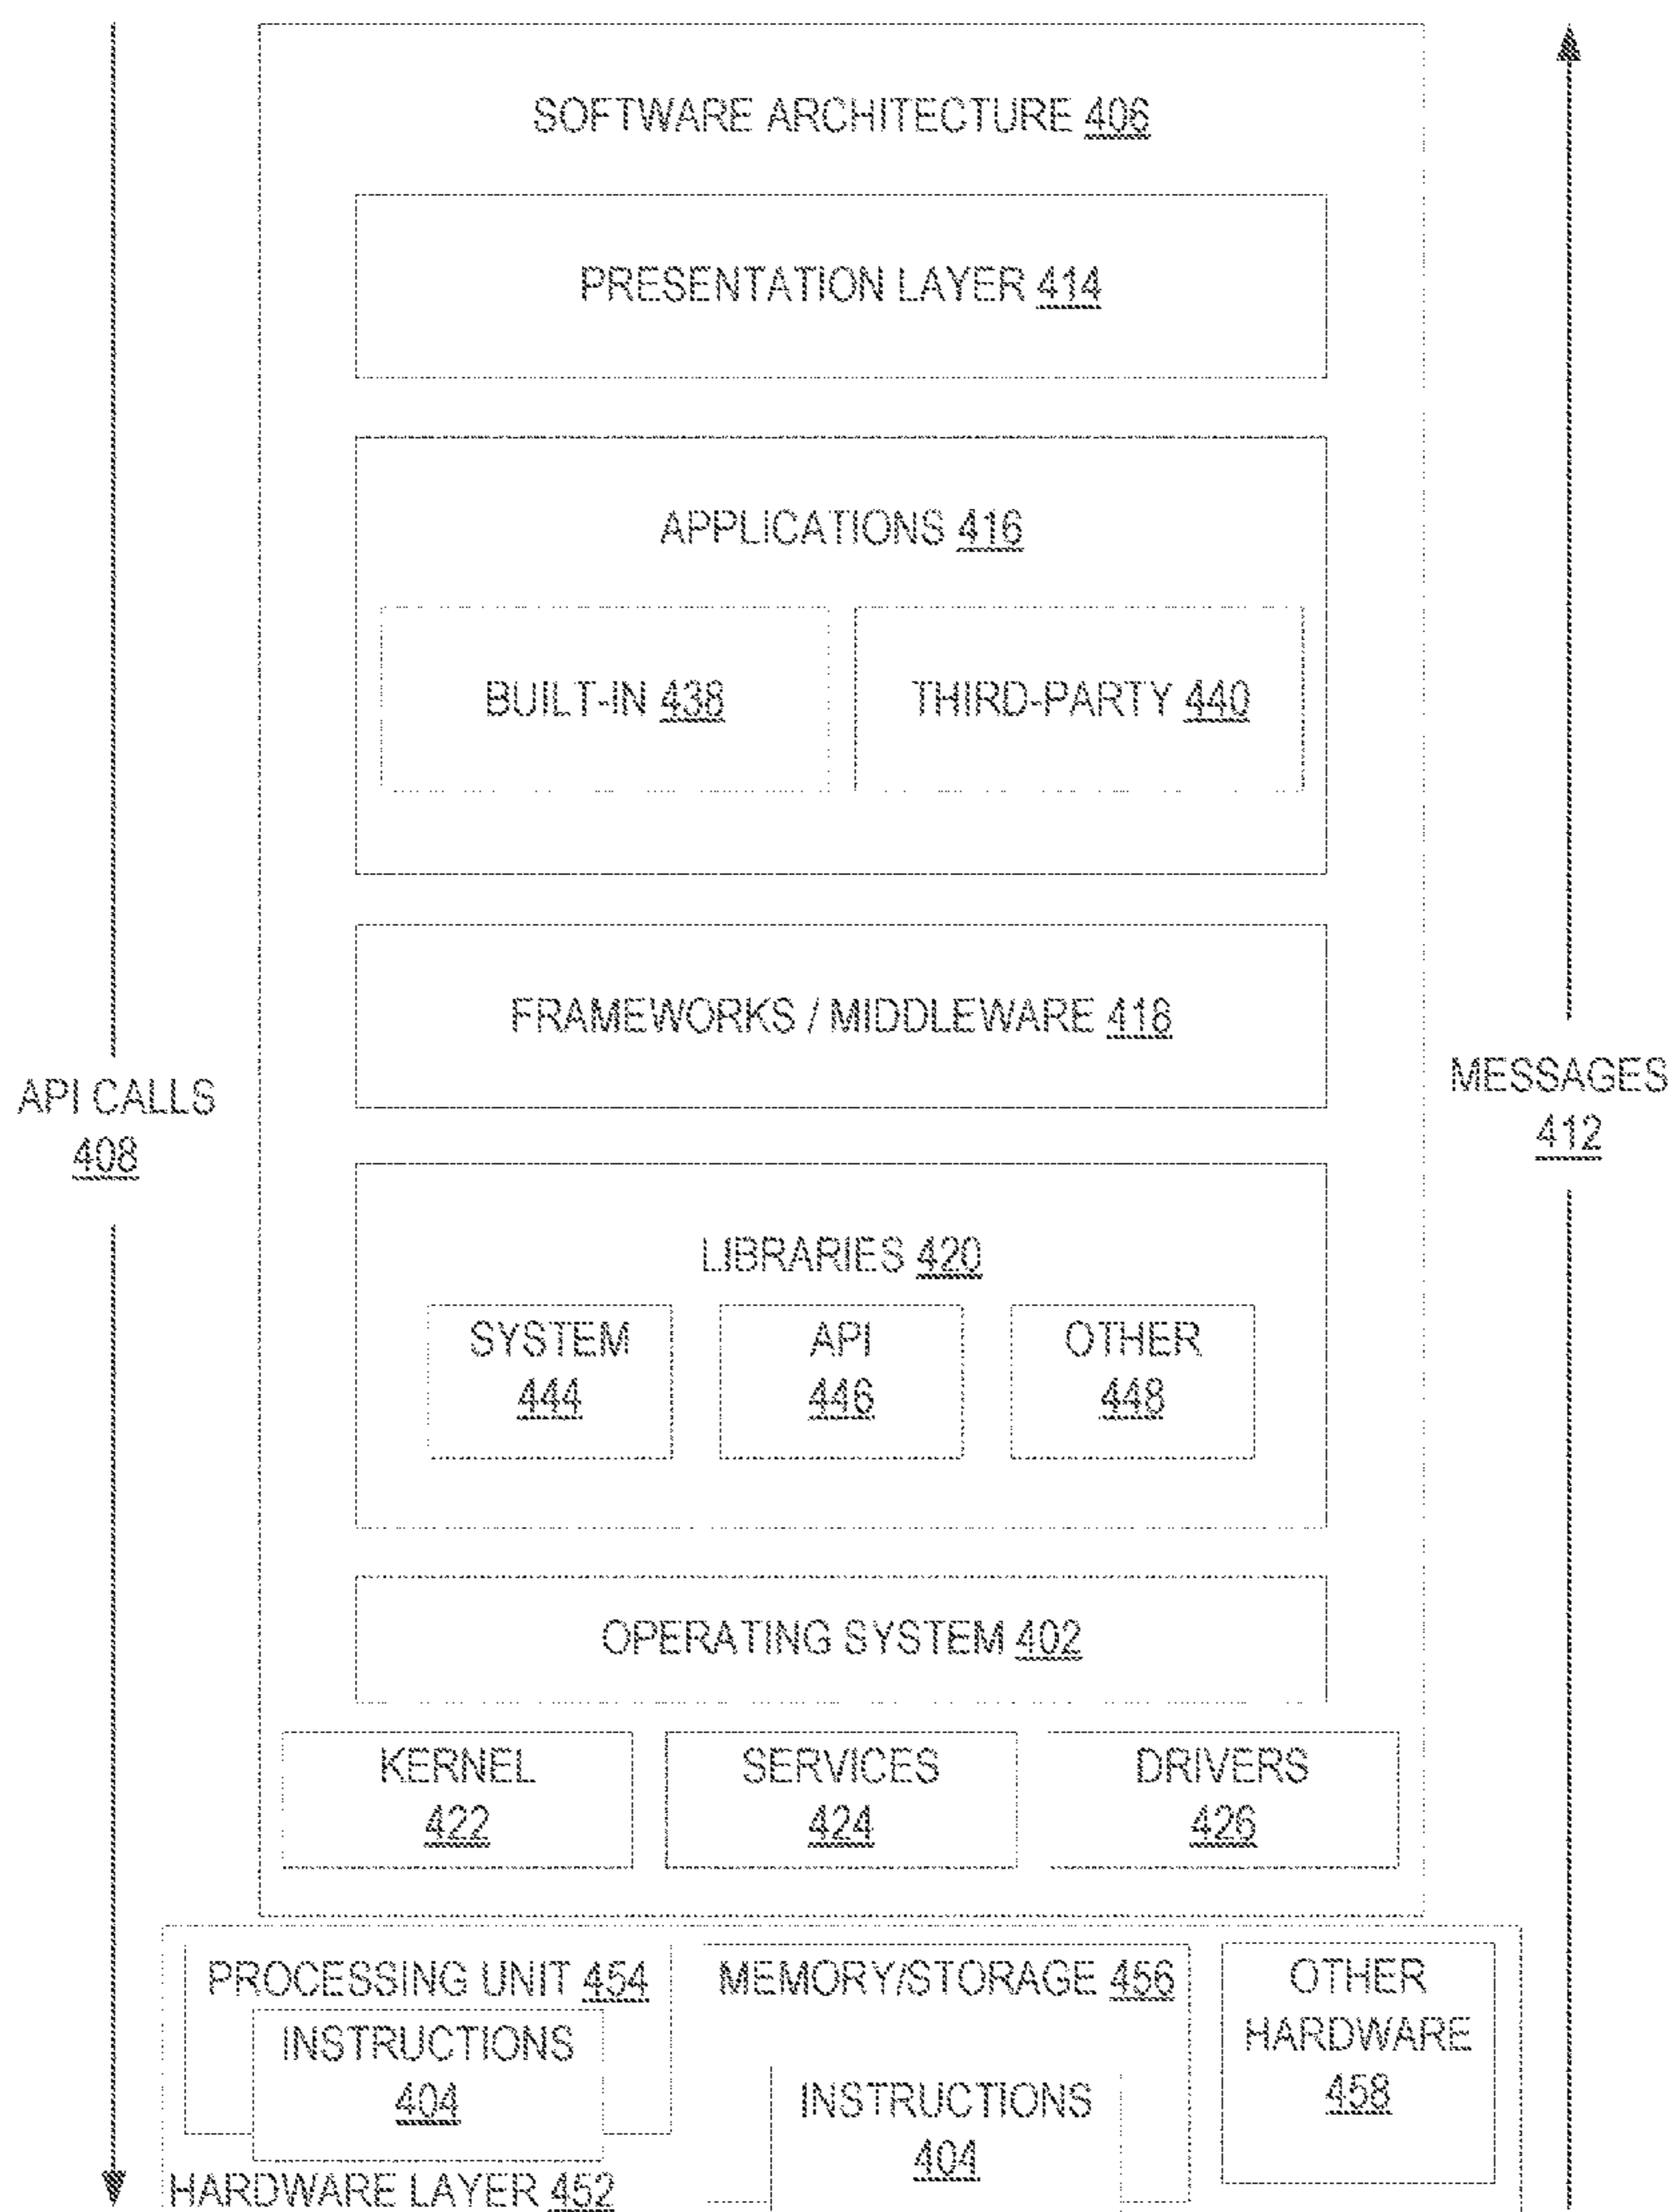 SOFTWARE ARCHITECTURE 406
PRESENTATION LAYER 414
APPLICATIONS 416
BUILT-IN 438
THIRD-PARTY 440
FRAMEWORKS / MIDDLEWARE 418
API CALLS
408
MESSAGES
412
LIBRARIES 420
SYSTEM
444
API
446
OTHER
448
OPERATING SYSTEM 402
KERNEL
422
SERVICES
424
DRIVERS
426
PROCESSING UNIT 454
INSTRUCTIONS
404
MEMORY/STORAGE 456
INSTRUCTIONS
404
OTHER
HARDWARE
458
HARDWARE LAYER 452